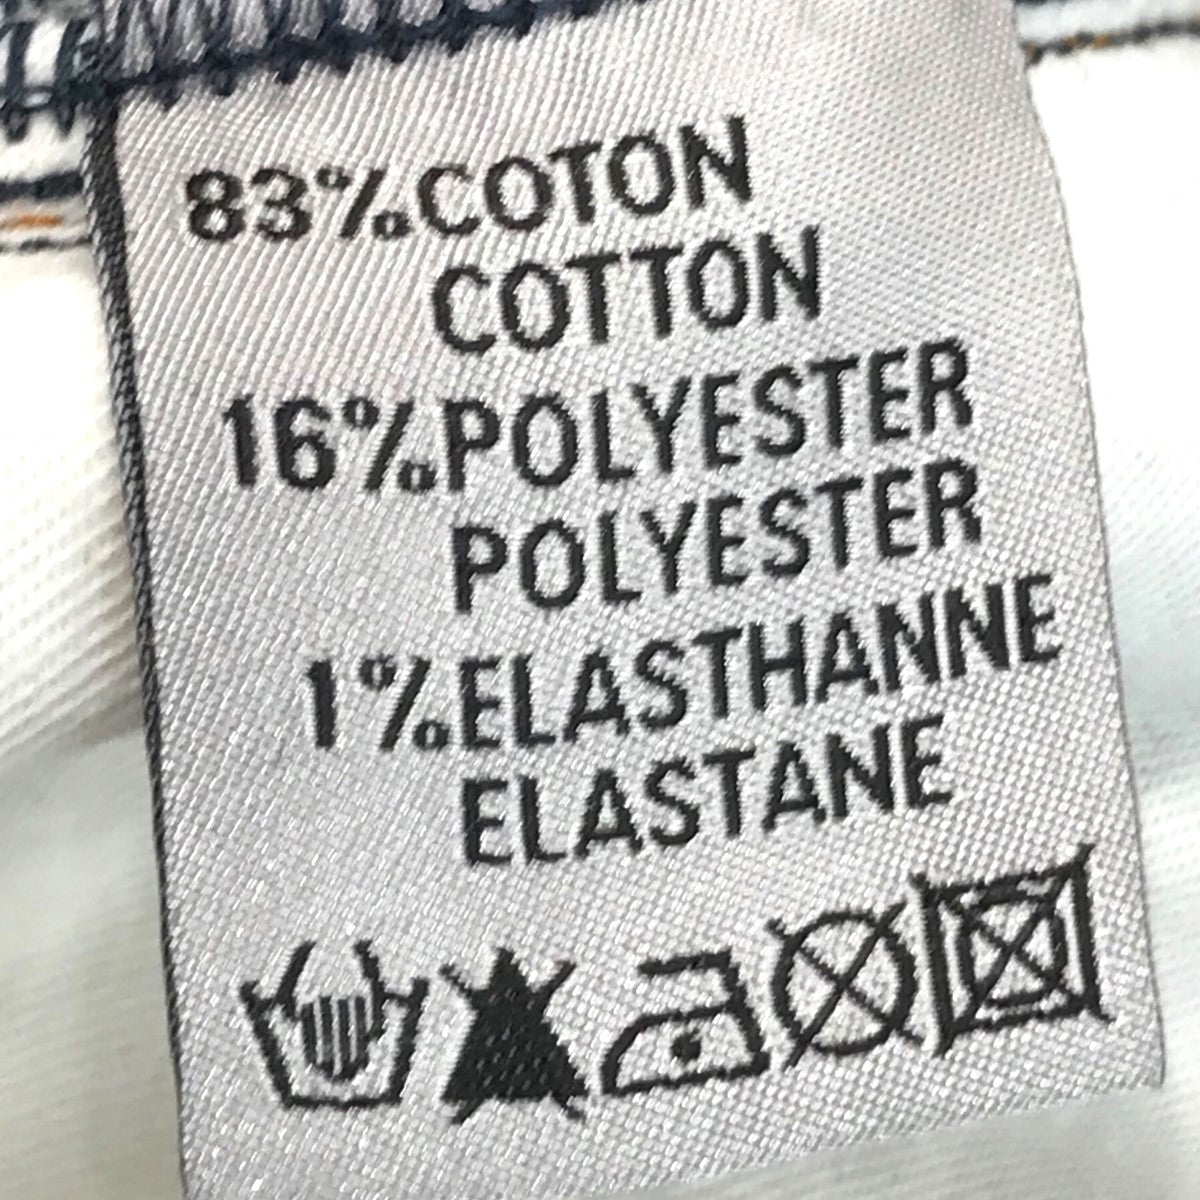 83%COTON
COTTON
16%POLYESTER
POLYESTER
1%ELASTHANNE
ELASTANE